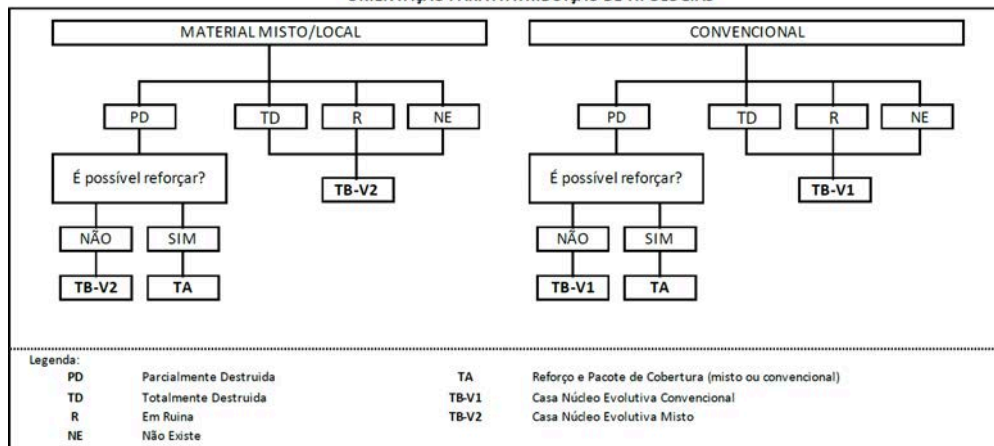 MATERIAL MISTO/LOCAL
CONVENCIONAL
PD TD R NE
PD TD R NE
É possível reforçar?
TB-V2
É possível reforçar?
TB-V1
NÃO SIM
NÃO SIM
TB-V2 TA
TB-V1 TA
Legenda:
PD Parcialmente Destruida TA Reforço e Pacote de Cobertura (misto ou convencional)
TD Totalmente Destruida TB-V1 Casa Núcleo Evolutiva Convencional
R Em Ruina TB-V2 Casa Núcleo Evolutiva Misto
NE Não Existe